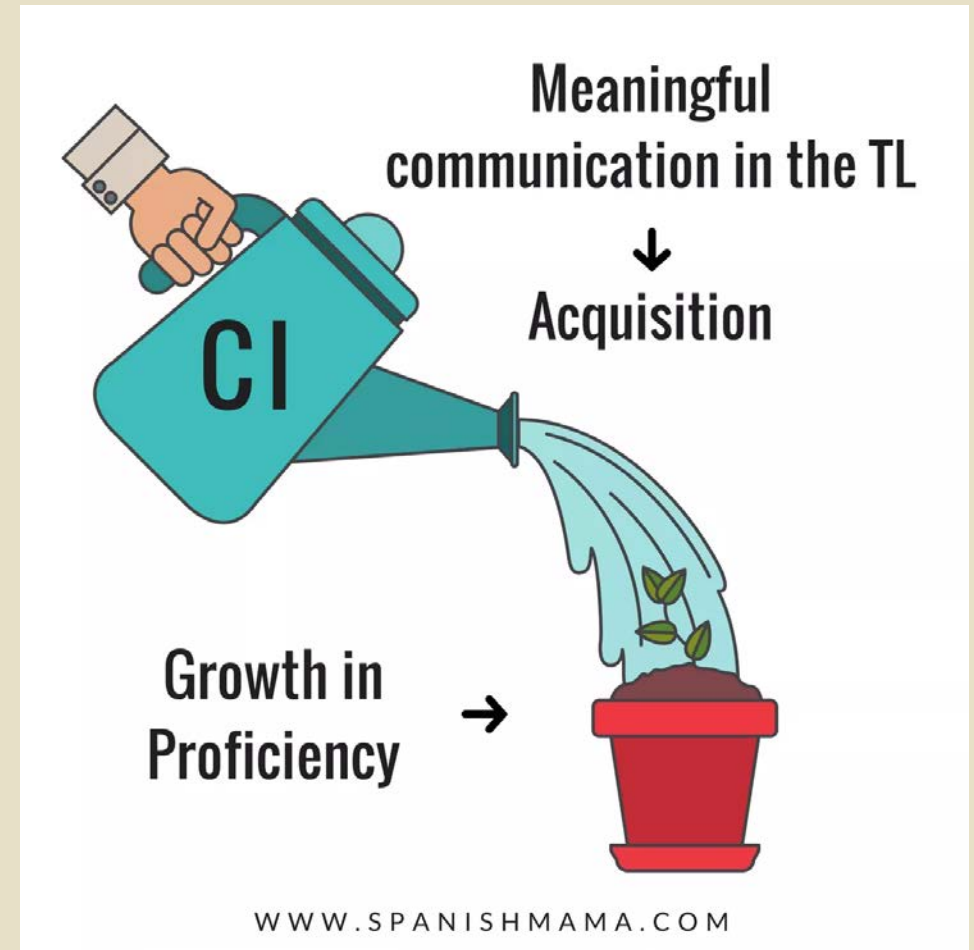 Meaningful
communication in the TL
↓
Acquisition
CI
Growth in
Proficiency →
WWW.SPANISHMAMA.COM